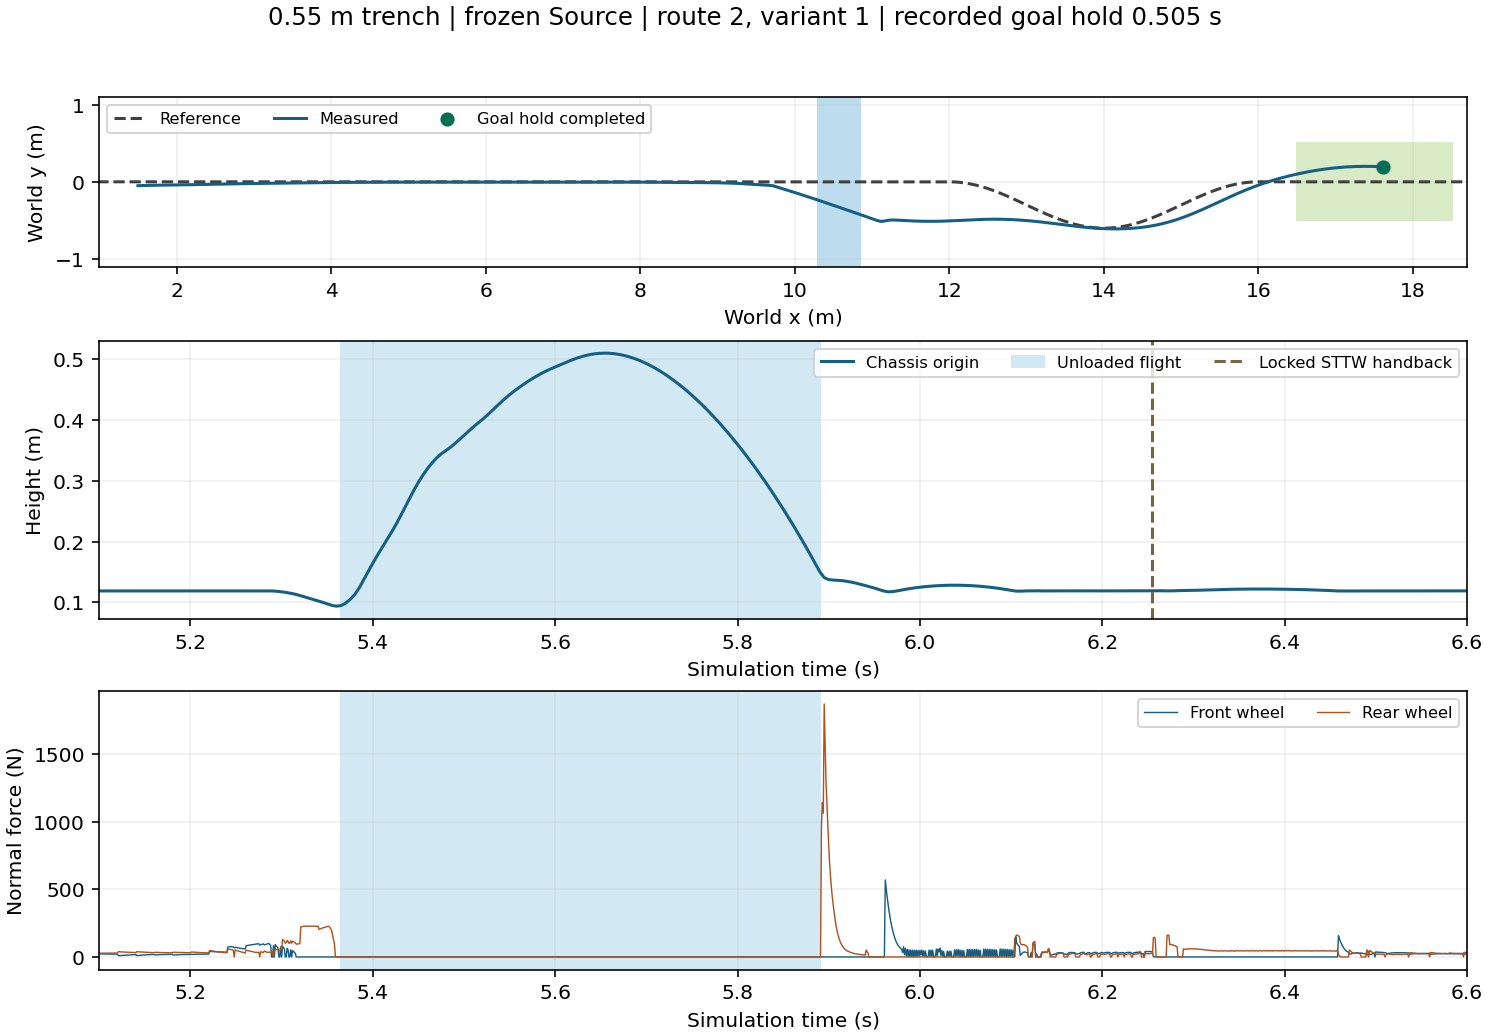 0.55 m trench | frozen Source | route 2, variant 1 | recorded goal hold 0.505 s
Reference
Measured
Goal hold completed
World y (m)
1
0
−1
2
4
6
8
10
12
14
16
18
World x (m)
Chassis origin
Unloaded flight
Locked STTW handback
Height (m)
0.5
0.4
0.3
0.2
0.1
5.2
5.4
5.6
5.8
6.0
6.2
6.4
6.6
Simulation time (s)
Front wheel
Rear wheel
Normal force (N)
1500
1000
500
0
5.2
5.4
5.6
5.8
6.0
6.2
6.4
6.6
Simulation time (s)